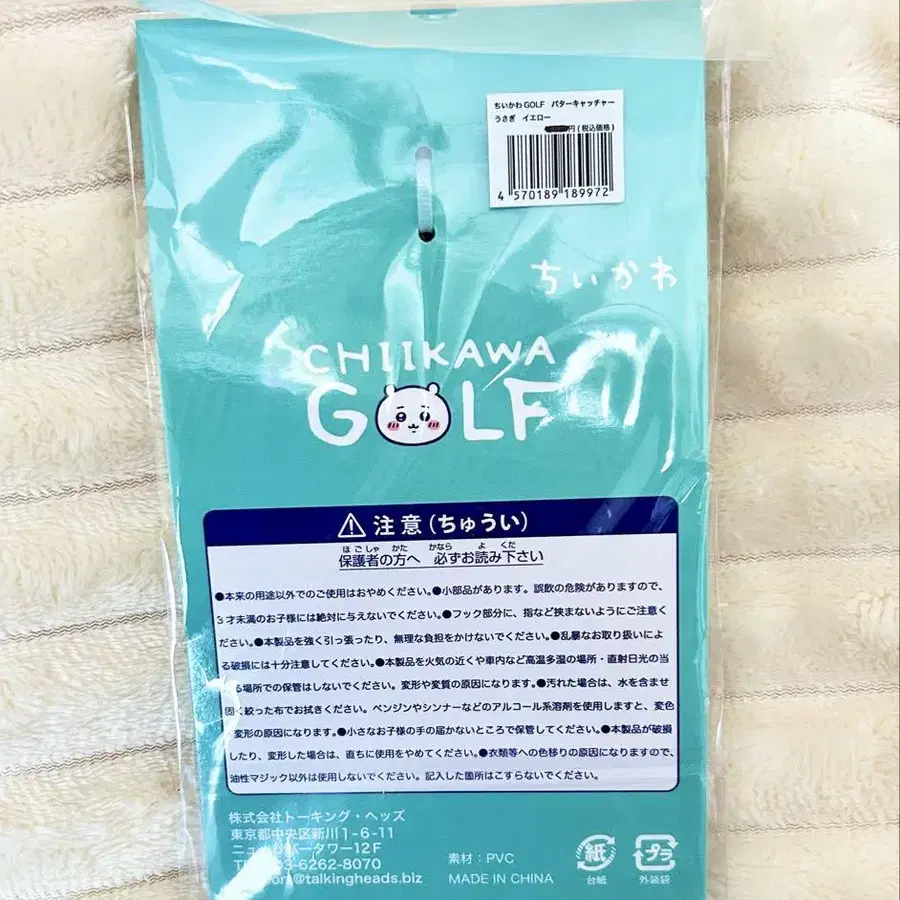 ちいかわGOLF パターキャッチャー
うさぎ イエロー
円(税込価格)
4 570189 189972
ちいかわ
CHIIKAWA
GOLF
⚠注意(ちゅうい)
ほごしゃ かた かなら よ くだ
保護者の方へ 必ずお読み下さい
●本来の用途以外でのご使用はおやめください。●小部品があります。誤飲の危険がありますので、
3才未満のお子様には絶対に与えないでください。●フック部分に、指など挟まないようにご注意く
ださい。●本製品を強く引っ張ったり、無理な負担をかけないでください。●乱暴なお取り扱いによ
る破損には十分注意してください。●本製品を火気の近くや車内など高温多湿の場所・直射日光の当
る場所での保管はしないでください。変形や変質の原因になります。●汚れた場合は、水を含ませ
固く絞った布でお拭きください。ベンジンやシンナーなどのアルコール系溶剤を使用しますと、変色
変形の原因になります。●小さなお子様の手の届かないところで保管してください。●本製品が破損
したり、変形した場合は、直ちに使用をやめてください。●衣類等への色移りの原因になりますので、
油性マジック以外は使用しないでください。記入した箇所はこすらないでください。
株式会社トーキング・ヘッズ
東京都中央区新川1-6-11
タワー12F
03-6262-8070
@talkingheads.biz
素材:PVC
MADE IN CHINA
紙
台紙
プラ
外装袋